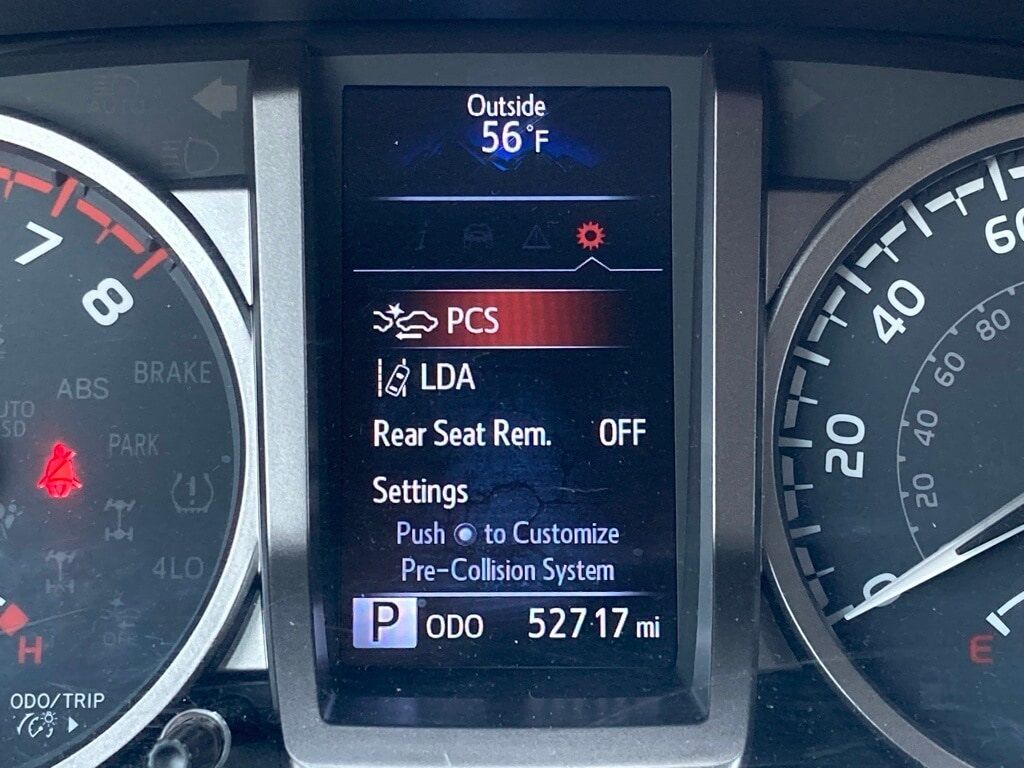 Outside
56°F
PCS
LDA
Rear Seat Rem. OFF
Settings
Push to Customize
Pre-Collision System
P ODO 52717 mi
7
8
ABS
BRAKE
PARK
4LO
H
ODO/TRIP
60
40
20
0
80
60
40
20
E